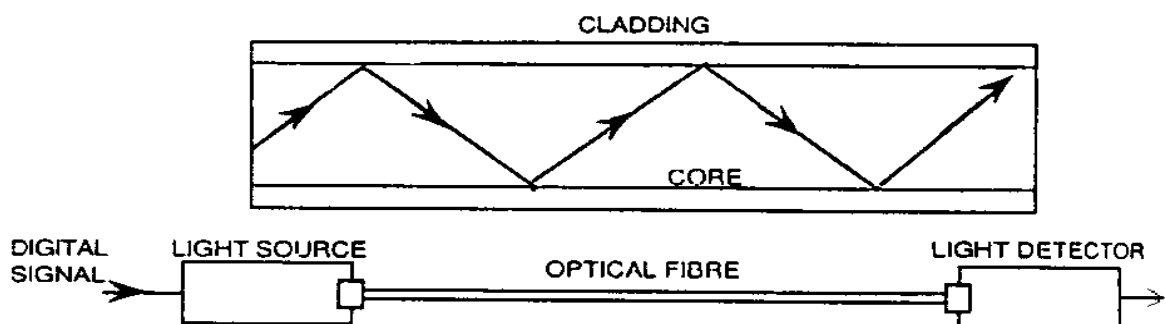 CLADDING
CORE
DIGITAL
SIGNAL
LIGHT SOURCE
OPTICAL FIBRE
LIGHT DETECTOR